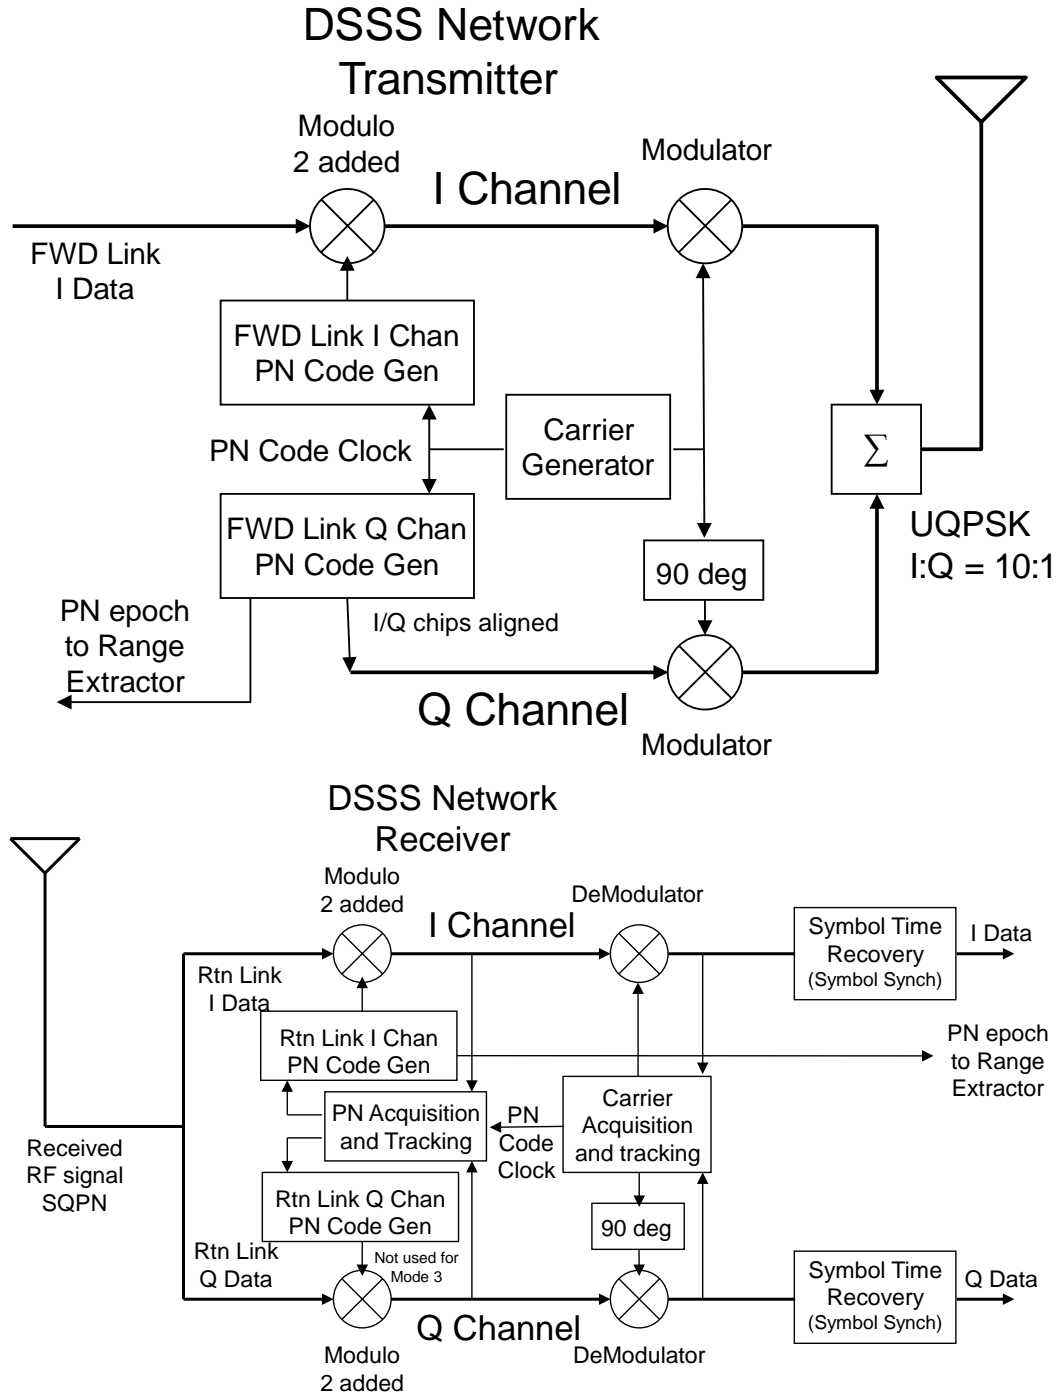 DSSS Network
Transmitter
Modulo
2 added
I Channel
Modulator
FWD Link
I Data
FWD Link I Chan
PN Code Gen
PN Code Clock
Carrier
Generator
∑
FWD Link Q Chan
PN Code Gen
90 deg
UQPSK
I:Q = 10:1
PN epoch
to Range
Extractor
I/Q chips aligned
Q Channel
Modulator
DSSS Network
Receiver
Modulo
2 added
I Channel
DeModulator
Symbol Time
Recovery
(Symbol Synch)
I Data
Rtn Link
I Data
Rtn Link I Chan
PN Code Gen
PN epoch
to Range
Extractor
PN Acquisition
and Tracking
PN
Code
Clock
Carrier
Acquisition
and tracking
Received
RF signal
SQPN
Rtn Link Q Chan
PN Code Gen
90 deg
Rtn Link
Q Data
Not used for
Mode 3
Symbol Time
Recovery
(Symbol Synch)
Q Data
Q Channel
Modulo
2 added
DeModulator